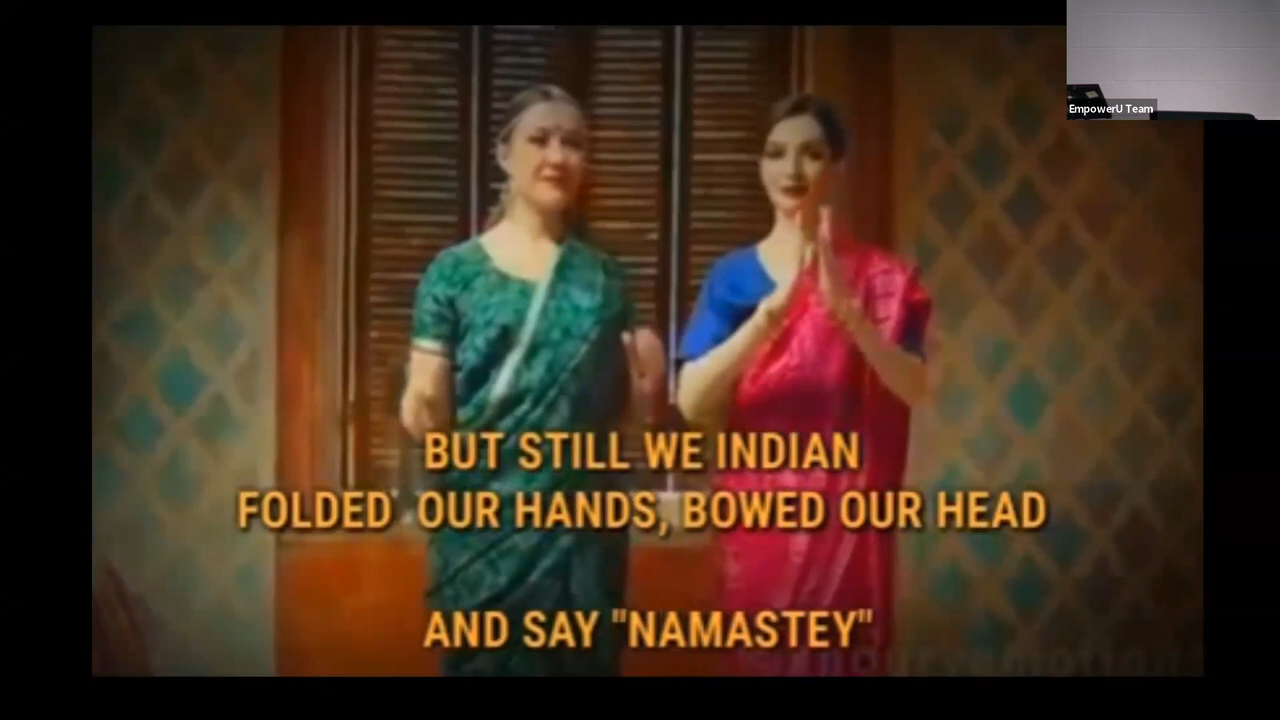 EmpowerU Team
BUT STILL WE INDIAN
FOLDED OUR HANDS, BOWED OUR HEAD
AND SAY "NAMASTEY"